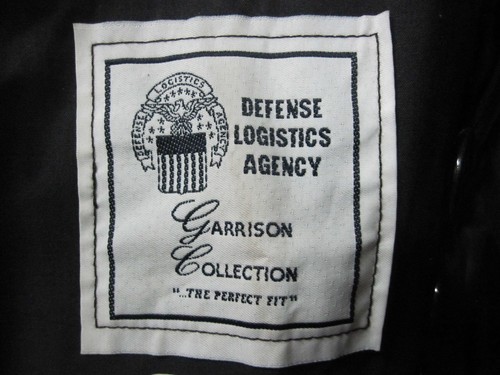 DEFENSE LOGISTICS AGENCY
DEFENSE
LOGISTICS
AGENCY
GARRISON
COLLECTION
"...THE PERFECT FIT"